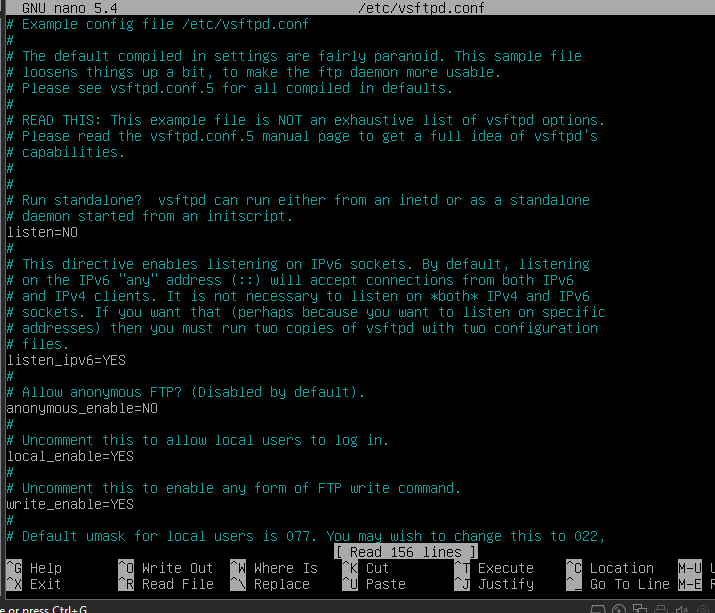 GNU nano 5.4 /etc/vsftpd.conf
# Example config file /etc/vsftpd.conf
#
# The default compiled in settings are fairly paranoid. This sample file
# loosens things up a bit, to make the ftp daemon more usable.
# Please see vsftpd.conf.5 for all compiled in defaults.
#
# READ THIS: This example file is NOT an exhaustive list of vsftpd options.
# Please read the vsftpd.conf.5 manual page to get a full idea of vsftpd's
# capabilities.
#
#
# Run standalone?  vsftpd can run either from an inetd or as a standalone
# daemon started from an initscript.
listen=NO
#
# This directive enables listening on IPv6 sockets. By default, listening
# on the IPv6 "any" address (::) will accept connections from both IPv6
# and IPv4 clients. It is not necessary to listen on *both* IPv4 and IPv6
# sockets. If you want that (perhaps because you want to listen on specific
# addresses) then you must run two copies of vsftpd with two configuration
# files.
listen_ipv6=YES
#
# Allow anonymous FTP? (Disabled by default).
anonymous_enable=NO
#
# Uncomment this to allow local users to log in.
local_enable=YES
#
# Uncomment this to enable any form of FTP write command.
write_enable=YES
#
# Default umask for local users is 077. You may wish to change this to 022,
[ Read 156 lines ]
^G Help ^O Write Out ^W Where Is ^K Cut ^T Execute ^C Location M-U
^X Exit ^R Read File ^\ Replace ^U Paste ^J Justify ^_ Go To Line M-E
or press Ctrl+G.